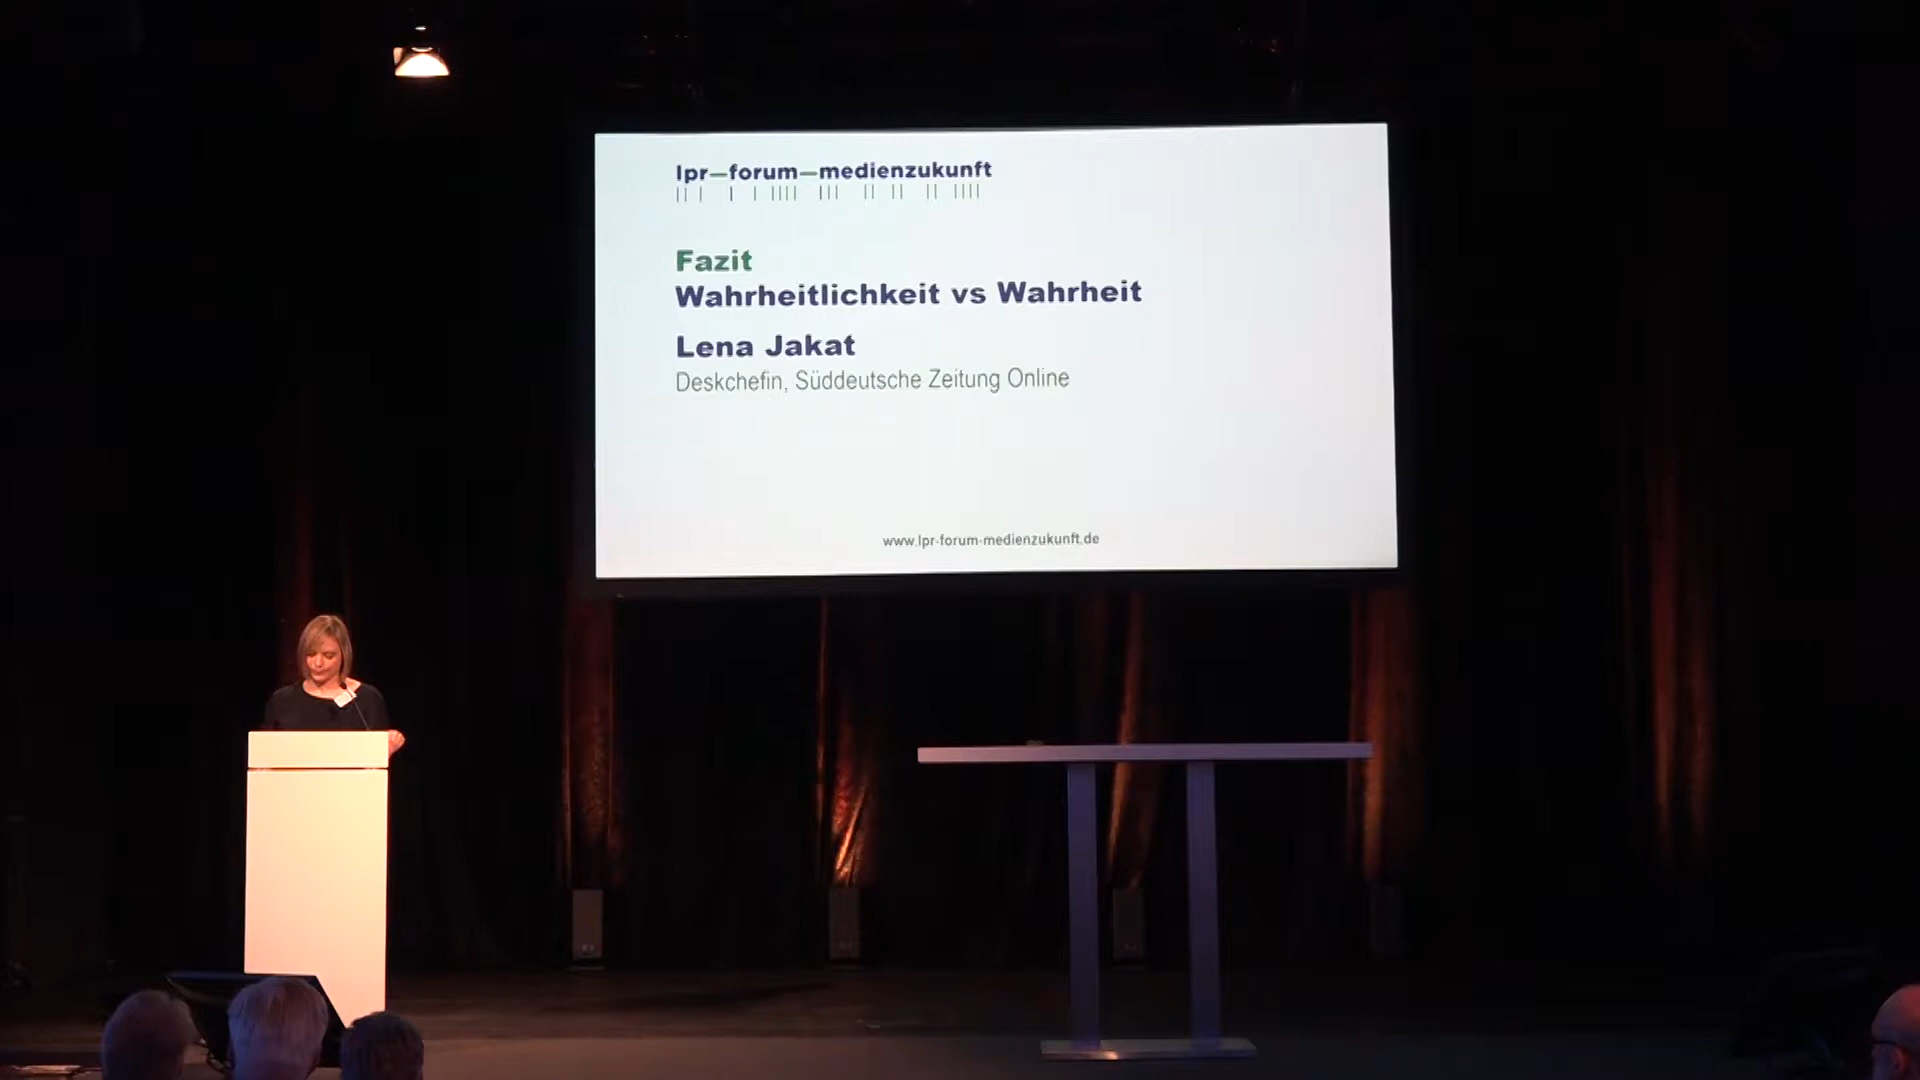 lpr–forum–medienzukunft
Fazit
Wahrheitlichkeit vs Wahrheit
Lena Jakat
Deskchefin, Süddeutsche Zeitung Online
www.lpr-forum-medienzukunft.de